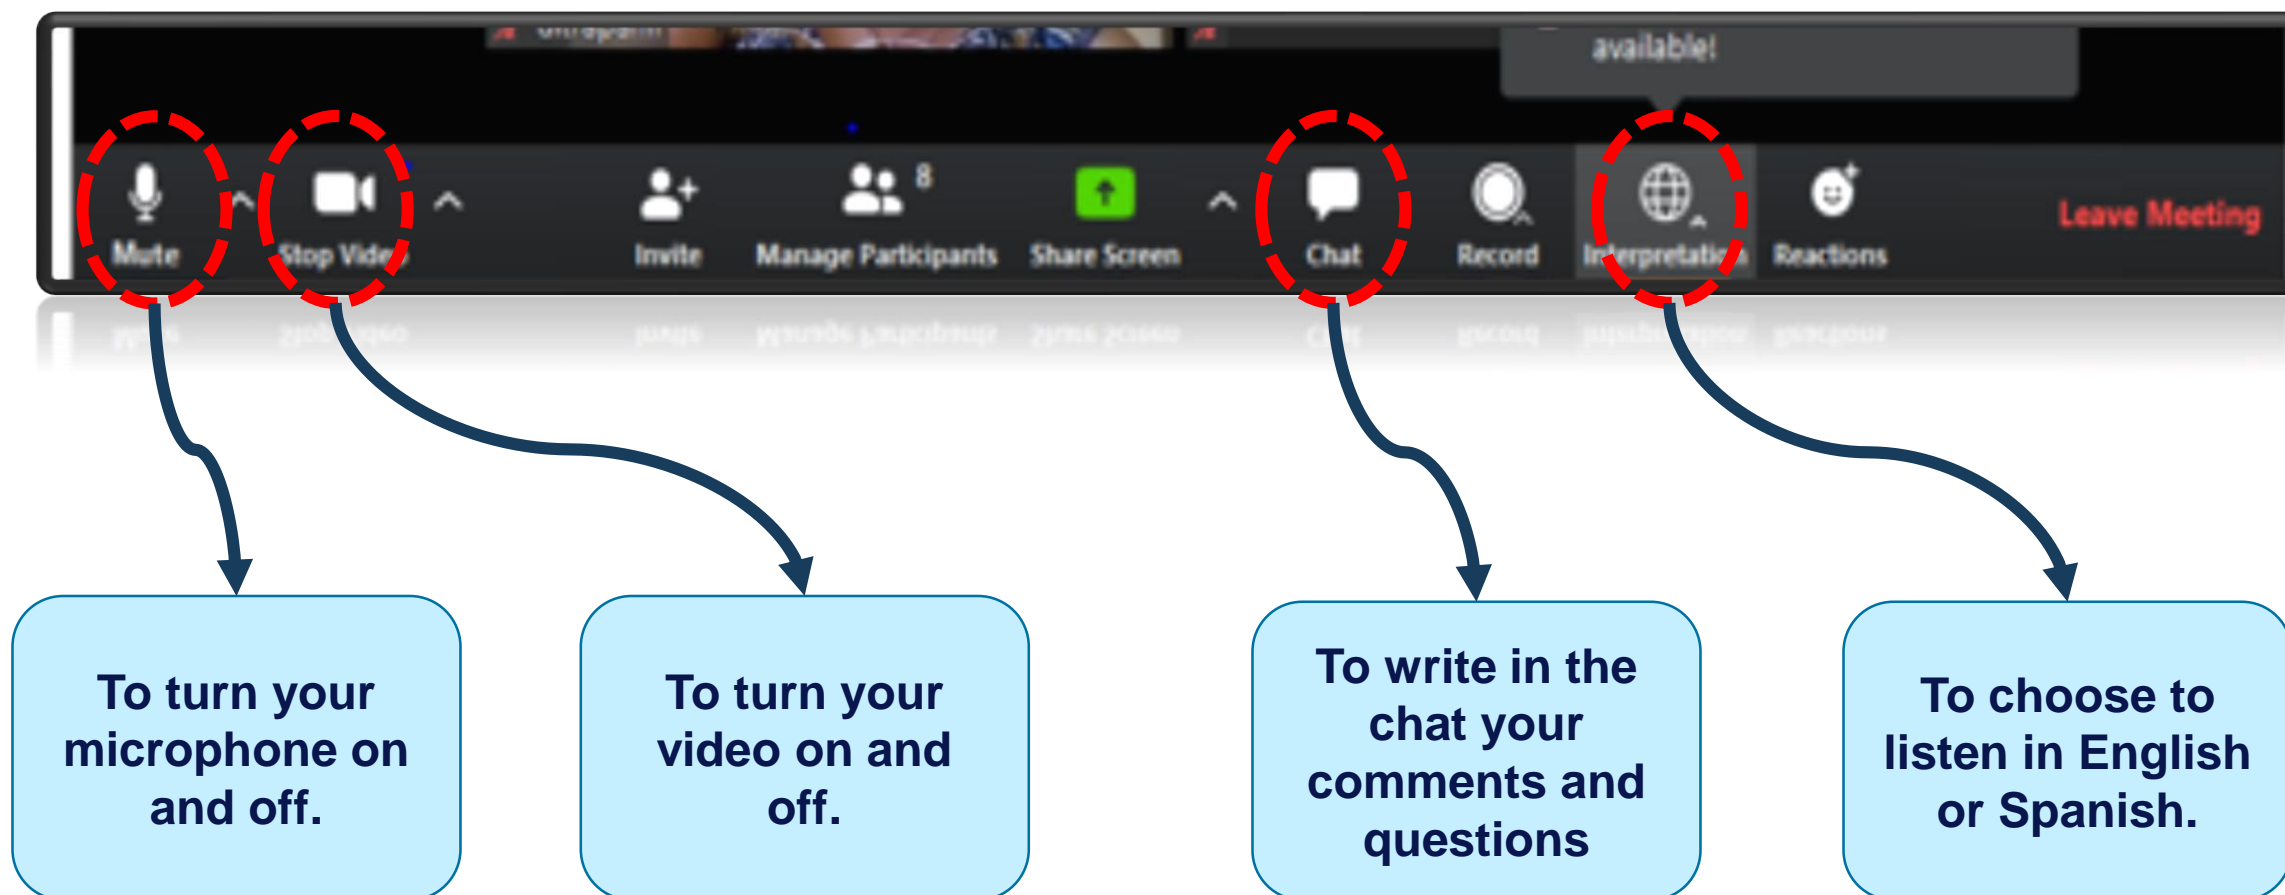 available!
8
Mute
Stop Video
Invite
Manage Participants
Share Screen
Chat
Record
Interpretation
Reactions
Leave Meeting
To turn your
microphone on
and off.
To turn your
video on and
off.
To write in the
chat your
comments and
questions
To choose to
listen in English
or Spanish.